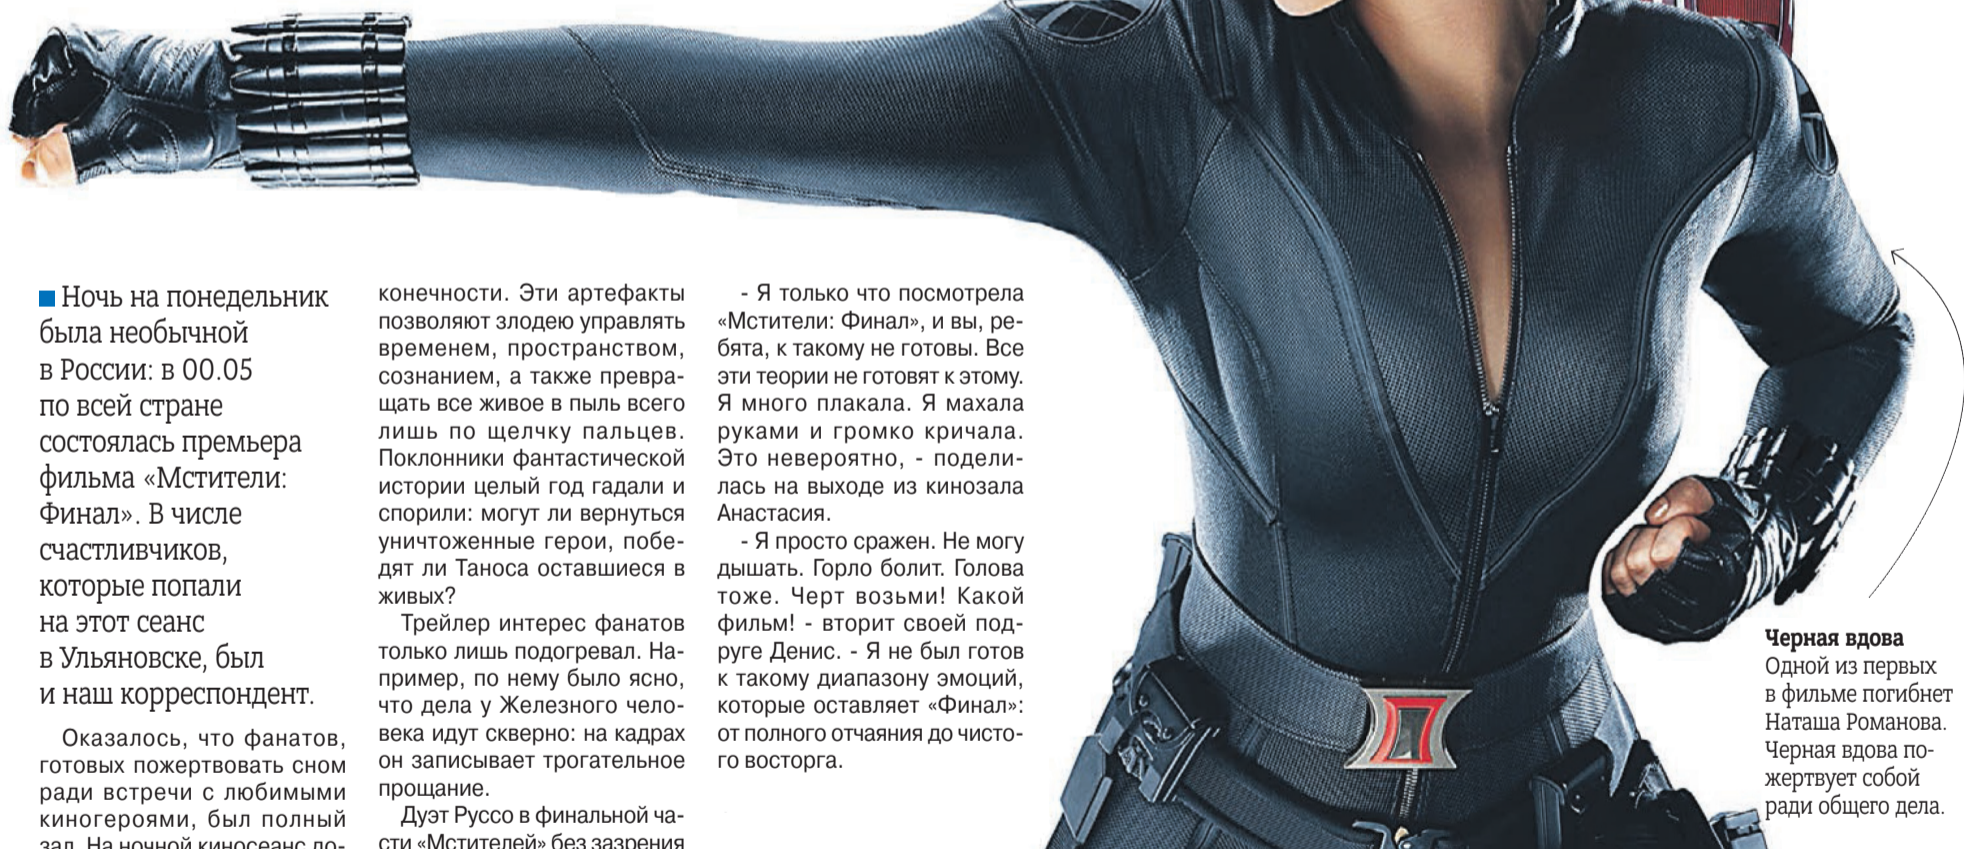 Ночь на понедельник
была необычной
в России: в 00.05
по всей стране
состоялась премьера
фильма «Мстители:
Финал». В числе
счастливчиков,
которые попали
на этот сеанс
в Ульяновске, был
и наш корреспондент.
Оказалось, что фанатов,
готовых пожертвовать сном
ради встречи с любимыми
киногероями, был полный
зал. На ночной киносеанс по-
конечности. Эти артефакты
позволяют злодею управлять
временем, пространством,
сознанием, а также превра-
щать все живое в пыль всего
лишь по щелчку пальцев.
Поклонники фантастической
истории целый год гадали и
спорили: могут ли вернуться
уничтоженные герои, побе-
дят ли Таноса оставшиеся в
живых?
Трейлер интерес фанатов
только лишь подогревал. На-
пример, по нему было ясно,
что дела у Железного чело-
века идут скверно: на кадрах
он записывает трогательное
прощание.
Дуэт Руссо в финальной ча-
сти «Мстителей» без зазрения
- Я только что посмотрела
«Мстители: Финал», и вы, ре-
бята, к такому не готовы. Все
эти теории не готовят к этому.
Я много плакала. Я махала
руками и громко кричала.
Это невероятно, - подели-
лась на выходе из кинозала
Анастасия.
- Я просто сражен. Не могу
дышать. Горло болит. Голова
тоже. Черт возьми! Какой
фильм! - вторит своей под-
руге Денис. - Я не был готов
к такому диапазону эмоций,
которые оставляет «Финал»:
от полного отчаяния до чисто-
го восторга.
Черная вдова
Одной из первых
в фильме погибнет
Наташа Романова.
Черная вдова по-
жертвует собой
ради общего дела.